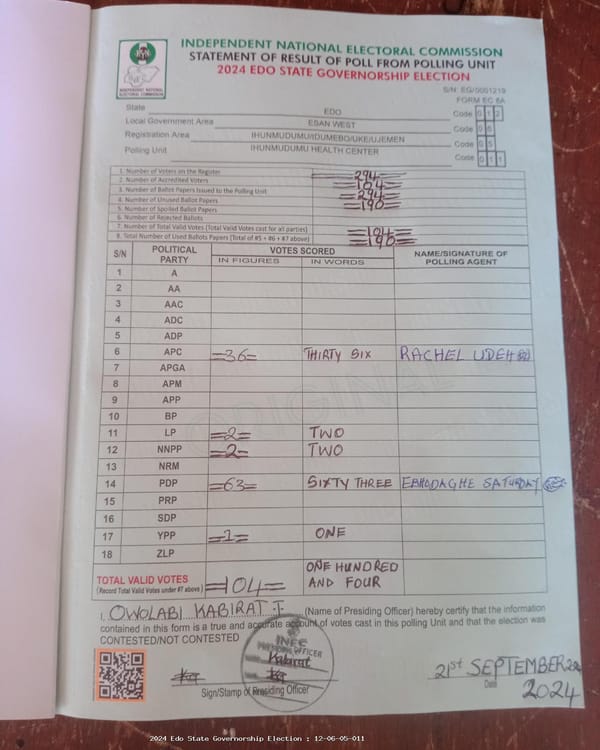 INDEPENDENT NATIONAL ELECTORAL COMMISSION
STATEMENT OF RESULT OF POLL FROM POLLING UNIT
2024 EDO STATE GOVERNORSHIP ELECTION
INDEPENDENT NATIONAL ELECTORAL COMMISSION
S/N: EG/0001219
FORM EC 8A
State EDO Code 012
Local Government Area ESAN WEST Code 06
Registration Area IHUNMUDUMU/IDUMEBO/UKE/UJEMEN Code 05
Polling Unit IHUNMUDUMU HEALTH CENTER Code 011
1. Number of Voters on the Register =294=
2. Number of Accredited Voters =104=
3. Number of Ballot Papers Issued to the Polling Unit =294=
4. Number of Unused Ballot Papers =190=
5. Number of Spoiled Ballot Papers
6. Number of Rejected Ballots
7. Number of Total Valid Votes (Total Valid Votes cast for all parties) =104=
8. Total Number of Used Ballots Papers (Total of #5 + #6 + #7 above) =190=
S/N POLITICAL PARTY VOTES SCORED NAME/SIGNATURE OF POLLING AGENT
IN FIGURES IN WORDS
1 A
2 AA
3 AAC
4 ADC
5 ADP
6 APC =36= THIRTY SIX RACHEL UDEH
7 APGA
8 APM
9 APP
10 BP
11 LP =2= TWO
12 NNPP =2= TWO
13 NRM
14 PDP =63= SIXTY THREE EBHODAGHE SATURDAY
15 PRP
16 SDP
17 YPP =1= ONE
18 ZLP
TOTAL VALID VOTES =104= ONE HUNDRED AND FOUR
(Record Total Valid Votes under #7 above)
I, OWOLABI KABIRAT T. (Name of Presiding Officer) hereby certify that the information
contained in this form is a true and accurate account of votes cast in this polling Unit and that the election was
CONTESTED/NOT CONTESTED
INEC
PRESIDING OFFICER
Kabirat
Sign/Stamp of Presiding Officer
21st SEPTEMBER
2024
Date
2024 Edo State Governorship Election : 12-06-05-011